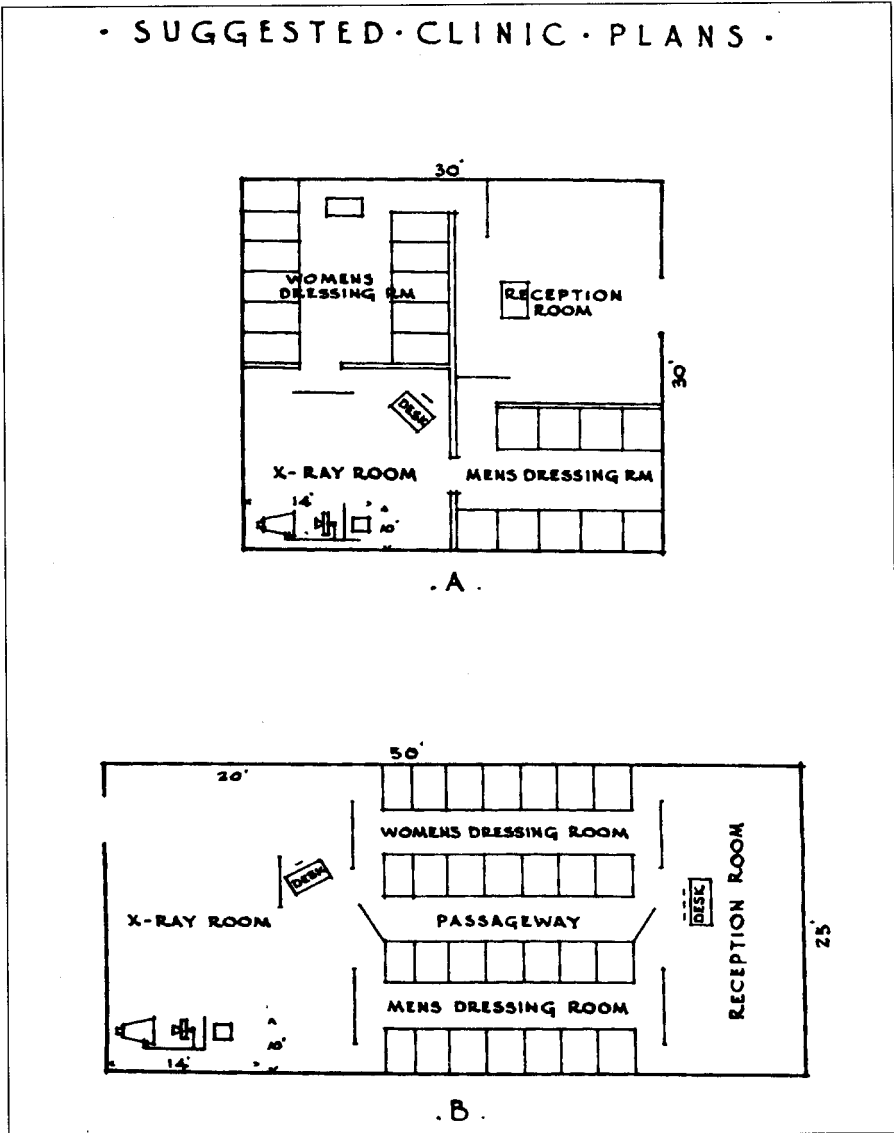 · SUGGESTED · CLINIC · PLANS ·
30'
WOMENS
DRESSING RM
RECEPTION
ROOM
30'
DESK
X-RAY ROOM
MENS DRESSING RM
14'
10'
. A .
50'
20'
WOMENS DRESSING ROOM
DESK
DESK
RECEPTION ROOM
X-RAY ROOM
PASSAGEWAY
25'
MENS DRESSING ROOM
10'
14'
. B .